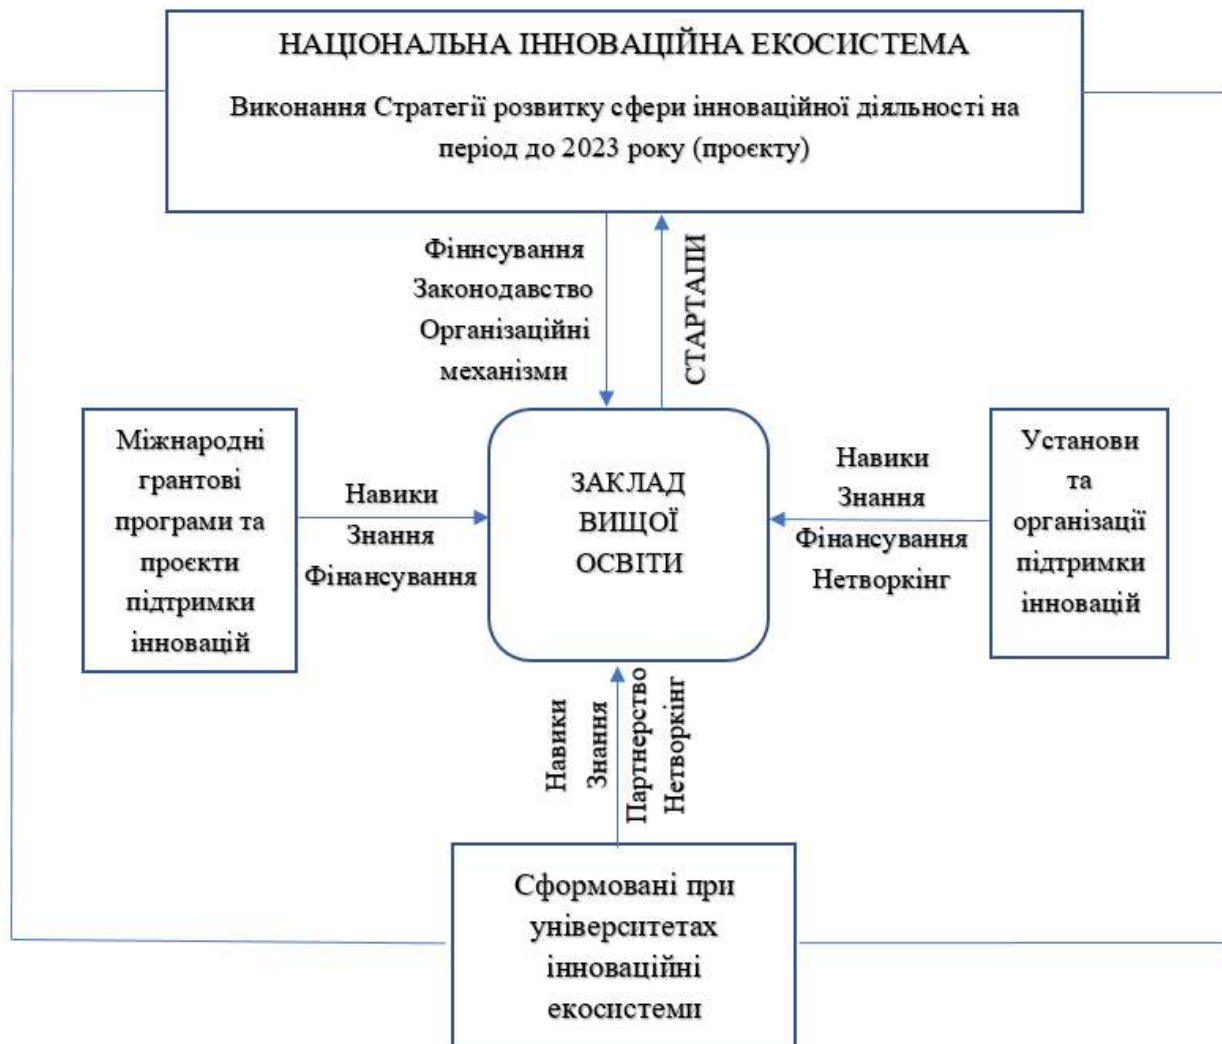 НАЦІОНАЛЬНА ІННОВАЦІЙНА ЕКОСИСТЕМА
Виконання Стратегії розвитку сфери інноваційної діяльності на
період до 2023 року (проєкту)
Фіннсування
Законодавство
Організаційні
механізми
СТАРТАПИ
Міжнародні
грантові
програми та
проєкти
підтримки
інновацій
Навики
Знання
Фінансування
ЗАКЛАД
ВИЩОЇ
ОСВІТИ
Навики
Знання
Фінансування
Нетворкінг
Установи
та
організації
підтримки
інновацій
Навики
Знання
Партнерство
Нетворкінг
Сформовані при
університетах
інноваційні
екосистеми